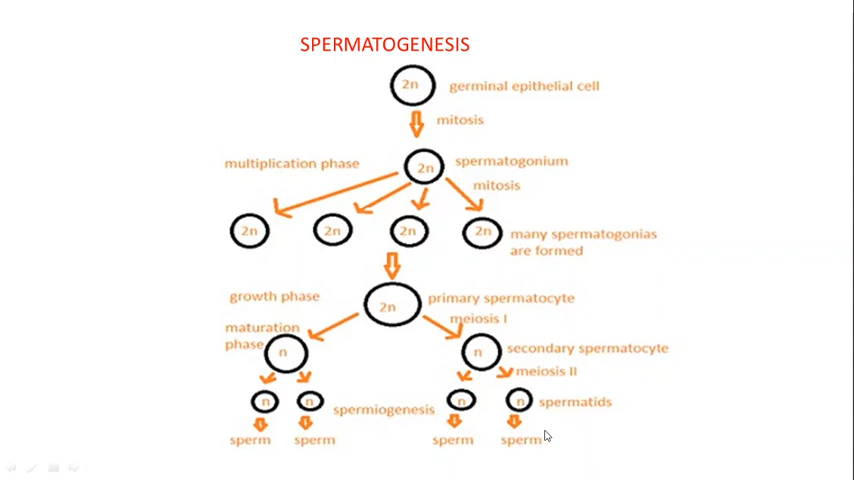 SPERMATOGENESIS
2n
germinal epithelial cell
mitosis
multiplication phase
2n
spermatogonium
mitosis
2n
2n
2n
2n
many spermatogonias
are formed
growth phase
2n
primary spermatocyte
meiosis I
maturation
phase
n
n
secondary spermatocyte
meiosis II
n
n
spermiogenesis
n
n
spermatids
sperm
sperm
sperm
sperm